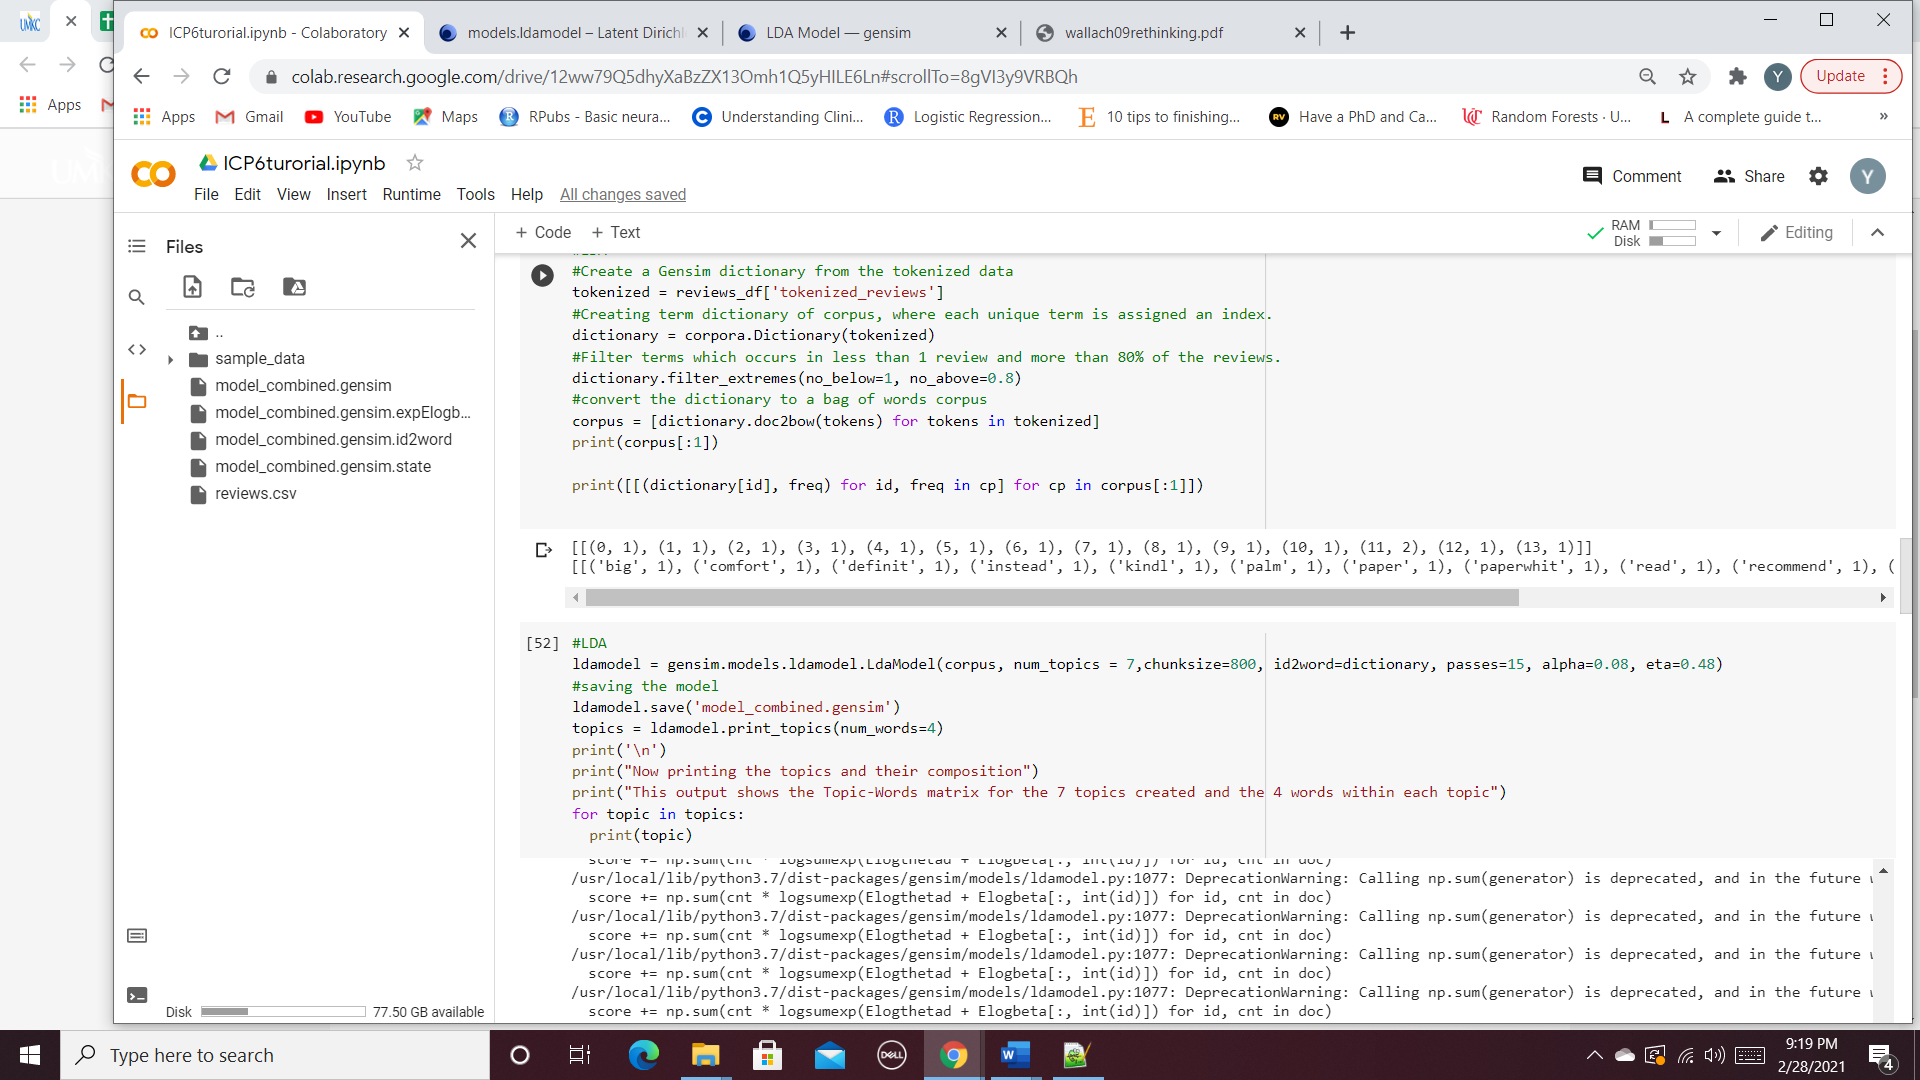 UMKC
ICP6turorial.ipynb - Colaboratory
models.ldamodel – Latent Dirichl
LDA Model — gensim
wallach09rethinking.pdf
colab.research.google.com/drive/12ww79Q5dhyXaBzZX13Omh1Q5yHILE6Ln#scrollTo=8gVI3y9VRBQh
Y
Update
Apps
Apps
Gmail
YouTube
Maps
RPubs - Basic neura...
Understanding Clini...
Logistic Regression...
10 tips to finishing...
Have a PhD and Ca...
Random Forests · U...
A complete guide t...
»
ICP6turorial.ipynb
File Edit View Insert Runtime Tools Help All changes saved
Comment
Share
Y
Files
+ Code + Text
RAM
Disk
Editing
..
sample_data
model_combined.gensim
model_combined.gensim.expElogb...
model_combined.gensim.id2word
model_combined.gensim.state
reviews.csv
Disk 77.50 GB available
#Create a Gensim dictionary from the tokenized data
tokenized = reviews_df['tokenized_reviews']
#Creating term dictionary of corpus, where each unique term is assigned an index.
dictionary = corpora.Dictionary(tokenized)
#Filter terms which occurs in less than 1 review and more than 80% of the reviews.
dictionary.filter_extremes(no_below=1, no_above=0.8)
#convert the dictionary to a bag of words corpus
corpus = [dictionary.doc2bow(tokens) for tokens in tokenized]
print(corpus[:1])
print([[(dictionary[id], freq) for id, freq in cp] for cp in corpus[:1]])
[[(0, 1), (1, 1), (2, 1), (3, 1), (4, 1), (5, 1), (6, 1), (7, 1), (8, 1), (9, 1), (10, 1), (11, 2), (12, 1), (13, 1)]]
[[('big', 1), ('comfort', 1), ('definit', 1), ('instead', 1), ('kindl', 1), ('palm', 1), ('paper', 1), ('paperwhit', 1), ('read', 1), ('recommend', 1), (
[52] #LDA
ldamodel = gensim.models.ldamodel.LdaModel(corpus, num_topics = 7,chunksize=800, id2word=dictionary, passes=15, alpha=0.08, eta=0.48)
#saving the model
ldamodel.save('model_combined.gensim')
topics = ldamodel.print_topics(num_words=4)
print('\n')
print("Now printing the topics and their composition")
print("This output shows the Topic-Words matrix for the 7 topics created and the 4 words within each topic")
for topic in topics:
print(topic)
score += np.sum(cnt * logsumexp(Elogthetad + Elogbeta[:, int(id)]) for id, cnt in doc)
/usr/local/lib/python3.7/dist-packages/gensim/models/ldamodel.py:1077: DeprecationWarning: Calling np.sum(generator) is deprecated, and in the future
score += np.sum(cnt * logsumexp(Elogthetad + Elogbeta[:, int(id)]) for id, cnt in doc)
/usr/local/lib/python3.7/dist-packages/gensim/models/ldamodel.py:1077: DeprecationWarning: Calling np.sum(generator) is deprecated, and in the future
score += np.sum(cnt * logsumexp(Elogthetad + Elogbeta[:, int(id)]) for id, cnt in doc)
/usr/local/lib/python3.7/dist-packages/gensim/models/ldamodel.py:1077: DeprecationWarning: Calling np.sum(generator) is deprecated, and in the future
score += np.sum(cnt * logsumexp(Elogthetad + Elogbeta[:, int(id)]) for id, cnt in doc)
/usr/local/lib/python3.7/dist-packages/gensim/models/ldamodel.py:1077: DeprecationWarning: Calling np.sum(generator) is deprecated, and in the future
score += np.sum(cnt * logsumexp(Elogthetad + Elogbeta[:, int(id)]) for id, cnt in doc)
Type here to search
DELL
9:19 PM
2/28/2021
4